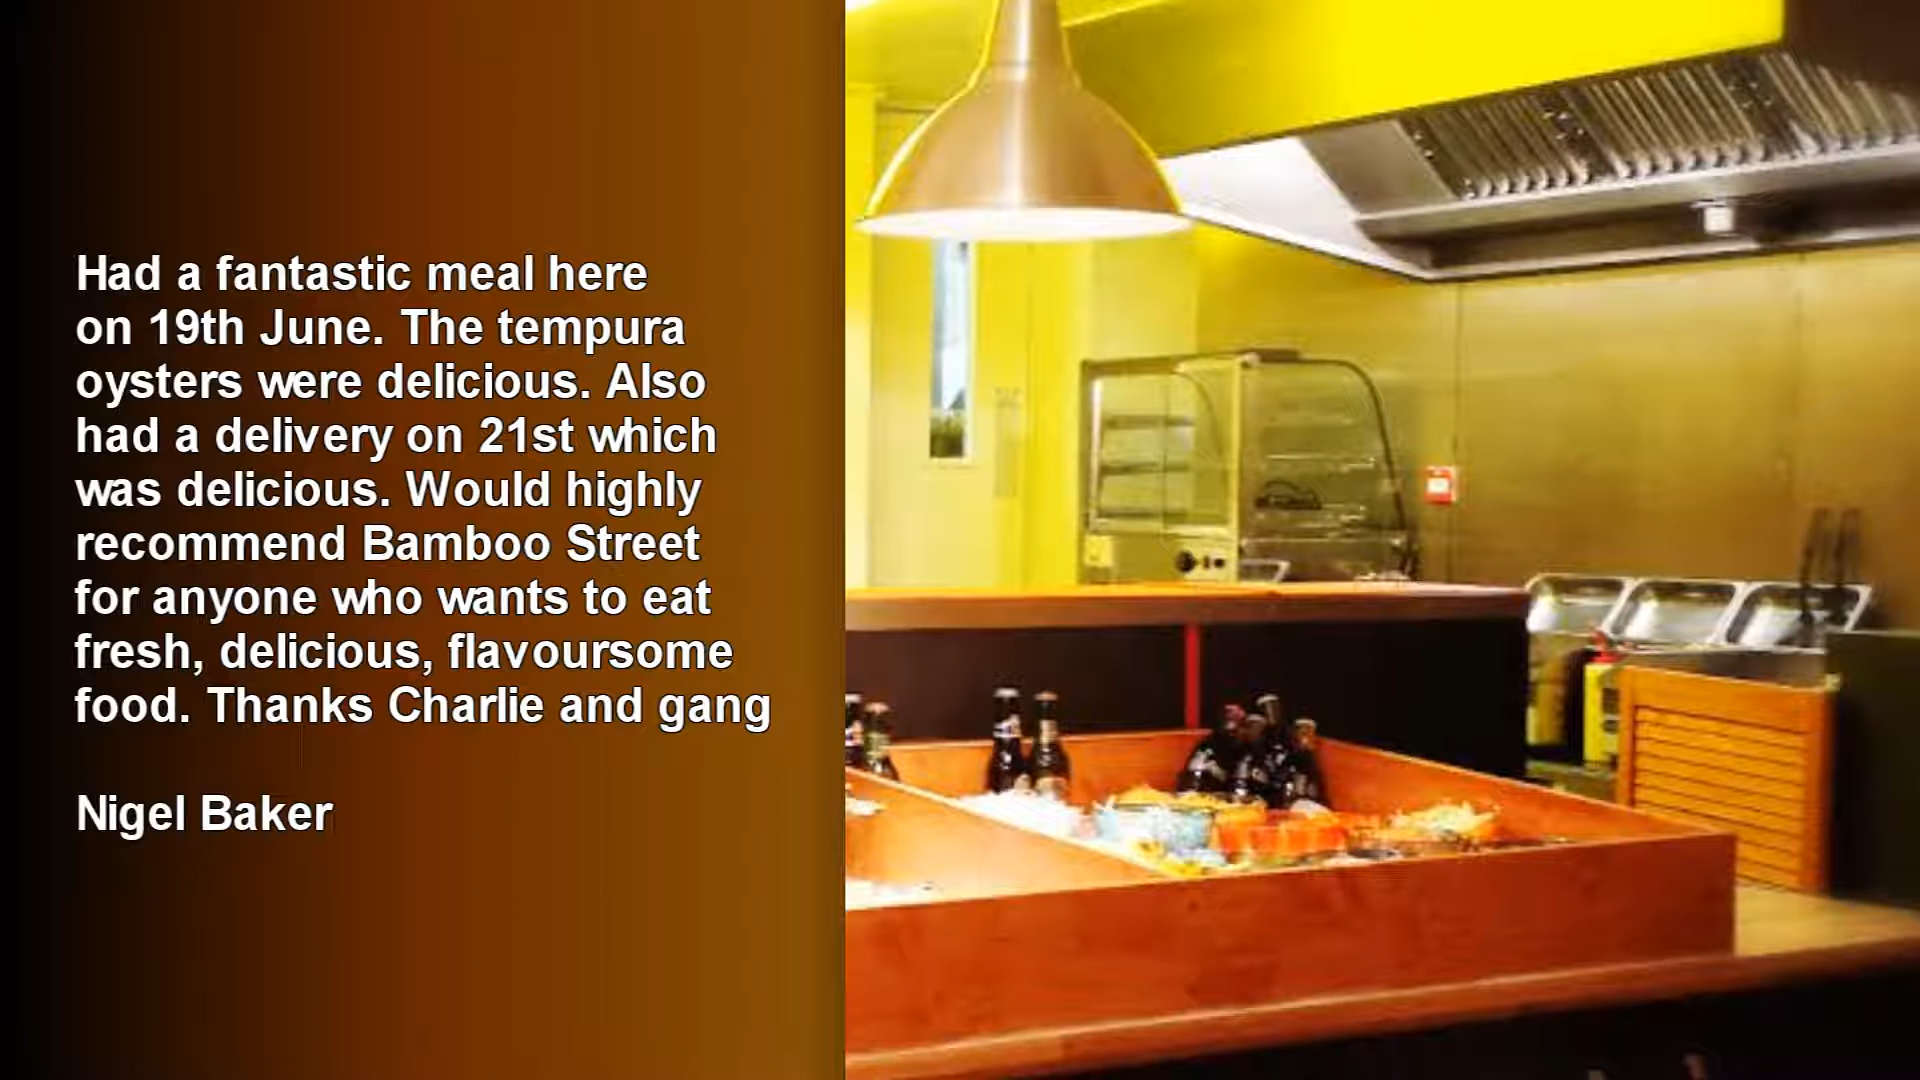 Had a fantastic meal here
on 19th June. The tempura
oysters were delicious. Also
had a delivery on 21st which
was delicious. Would highly
recommend Bamboo Street
for anyone who wants to eat
fresh, delicious, flavoursome
food. Thanks Charlie and gang
Nigel Baker